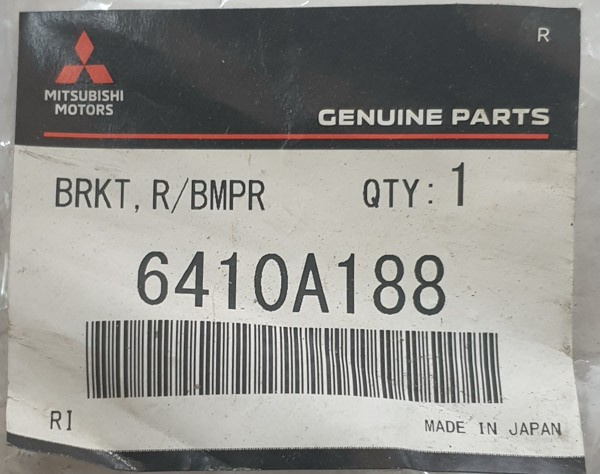 R
MITSUBISHI
MOTORS
GENUINE PARTS
BRKT, R/BMPR QTY: 1
6410A188
RI
MADE IN JAPAN